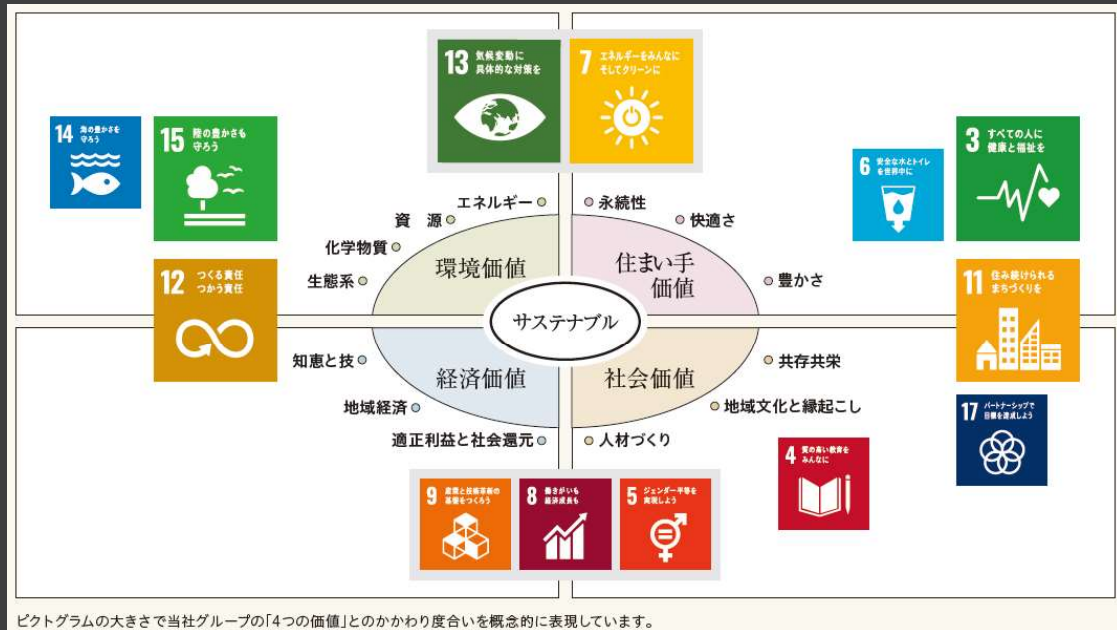 13 気候変動に
具体的な対策を
7 エネルギーをみんなに
そしてクリーンに
14 海の豊かさを
守ろう
15 陸の豊かさも
守ろう
6 安全な水とトイレ
を世界中に
3 すべての人に
健康と福祉を
エネルギー
資 源
化学物質
生態系
環境価値
永続性
快適さ
豊かさ
住まい手
価値
12 つくる責任
つかう責任
11 住み続けられる
まちづくりを
サステナブル
知恵と技
地域経済
適正利益と社会還元
経済価値
社会価値
共存共栄
地域文化と縁起こし
人材づくり
17 パートナーシップで
目標を達成しよう
4 質の高い教育を
みんなに
9 産業と技術革新の
基盤をつくろう
8 働きがいも
経済成長も
5 ジェンダー平等を
実現しよう
ピクトグラムの大きさで当社グループの「4つの価値」とのかかわり度合いを概念的に表現しています。